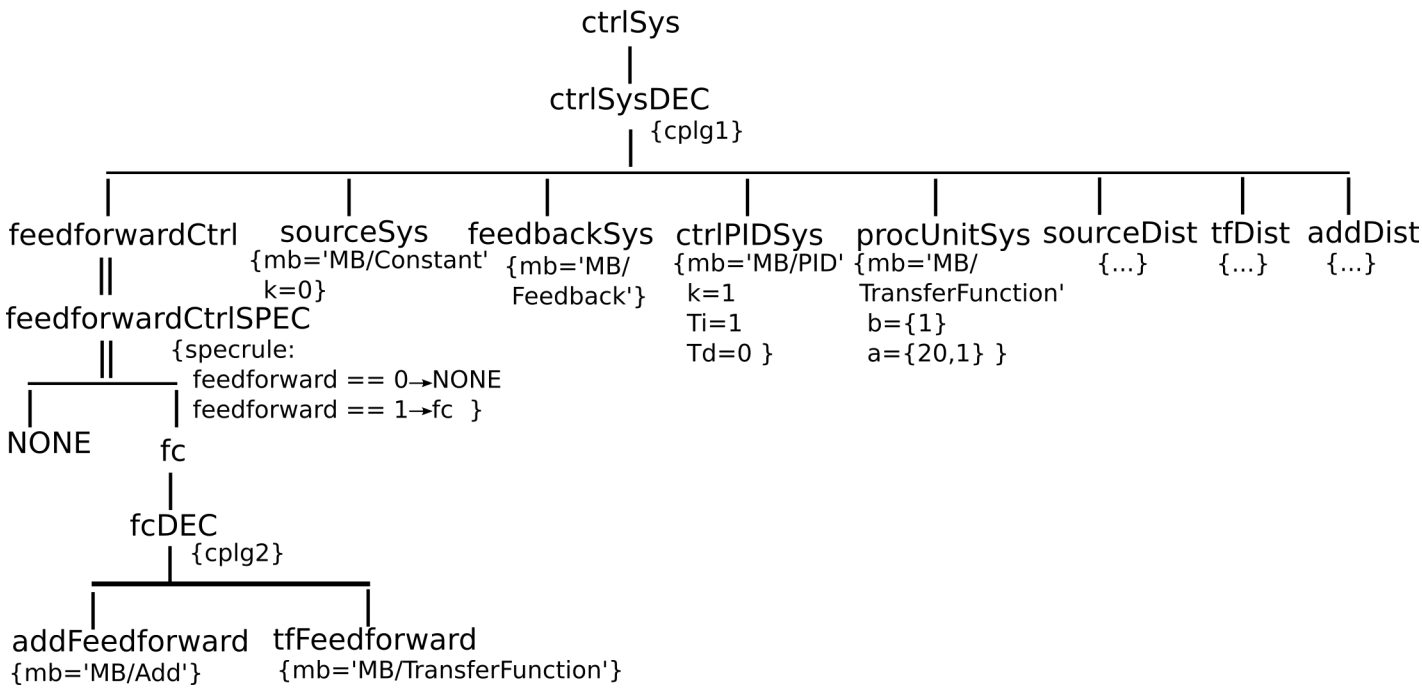 ctrlSys
ctrlSysDEC
{cplg1}
feedforwardCtrl
sourceSys
{mb='MB/Constant'
k=0}
feedbackSys
{mb='MB/
Feedback'}
ctrlPIDSys
{mb='MB/PID'
k=1
Ti=1
Td=0 }
procUnitSys
{mb='MB/
TransferFunction'
b={1}
a={20,1} }
sourceDist
{...}
tfDist
{...}
addDist
{...}
feedforwardCtrlSPEC
{specrule:
feedforward == 0→NONE
feedforward == 1→fc }
NONE
fc
fcDEC
{cplg2}
addFeedforward
{mb='MB/Add'}
tfFeedforward
{mb='MB/TransferFunction'}